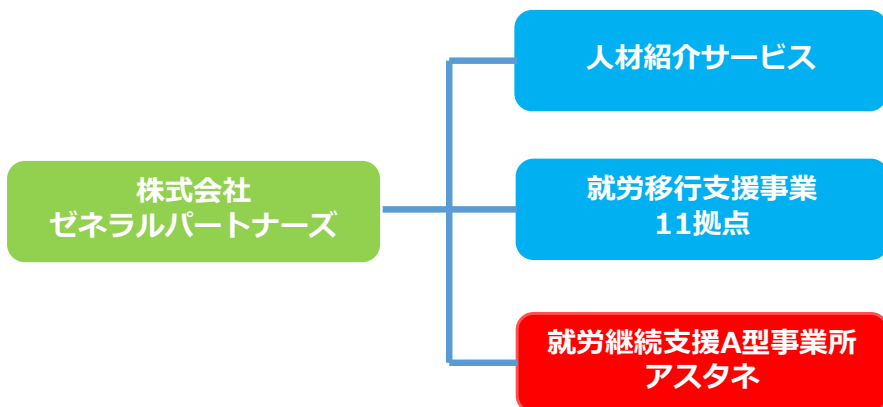 株式会社
ゼネラルパートナーズ
人材紹介サービス
就労移行支援事業
11拠点
就労継続支援A型事業所
アスタネ